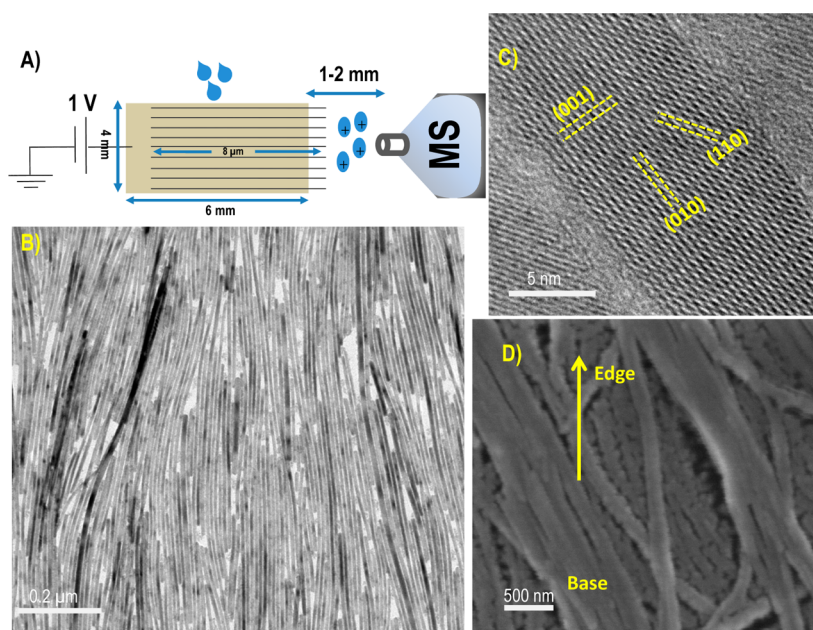 A)
1 V
4 mm
8 µm
6 mm
1-2 mm
+ +
+ +
MS
B)
0.2 µm
C)
(001)
(110)
(010)
5 nm
D)
Edge
Base
500 nm